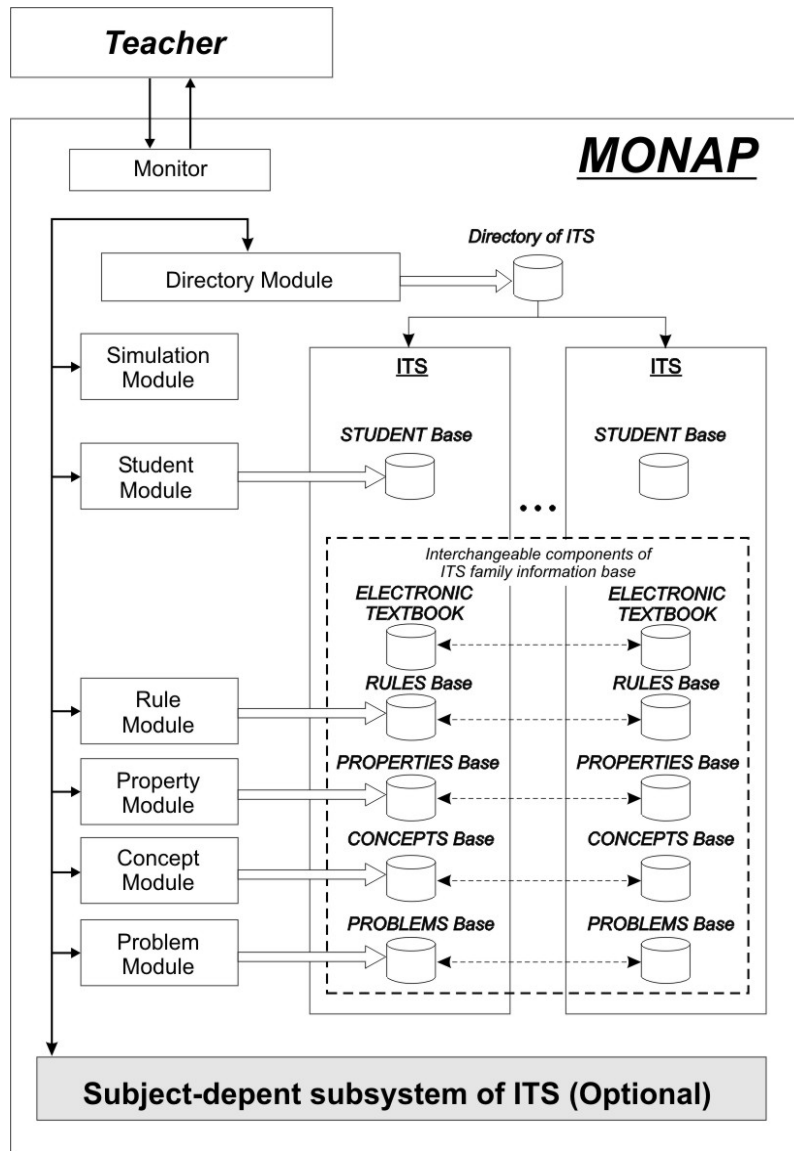 Teacher
MONAP
Monitor
Directory of ITS
Directory Module
Simulation
Module
ITS
ITS
STUDENT Base
STUDENT Base
Student
Module
...
Interchangeable components of
ITS family information base
ELECTRONIC
TEXTBOOK
ELECTRONIC
TEXTBOOK
Rule
Module
RULES Base
RULES Base
Property
Module
PROPERTIES Base
PROPERTIES Base
Concept
Module
CONCEPTS Base
CONCEPTS Base
Problem
Module
PROBLEMS Base
PROBLEMS Base
Subject-depent subsystem of ITS (Optional)